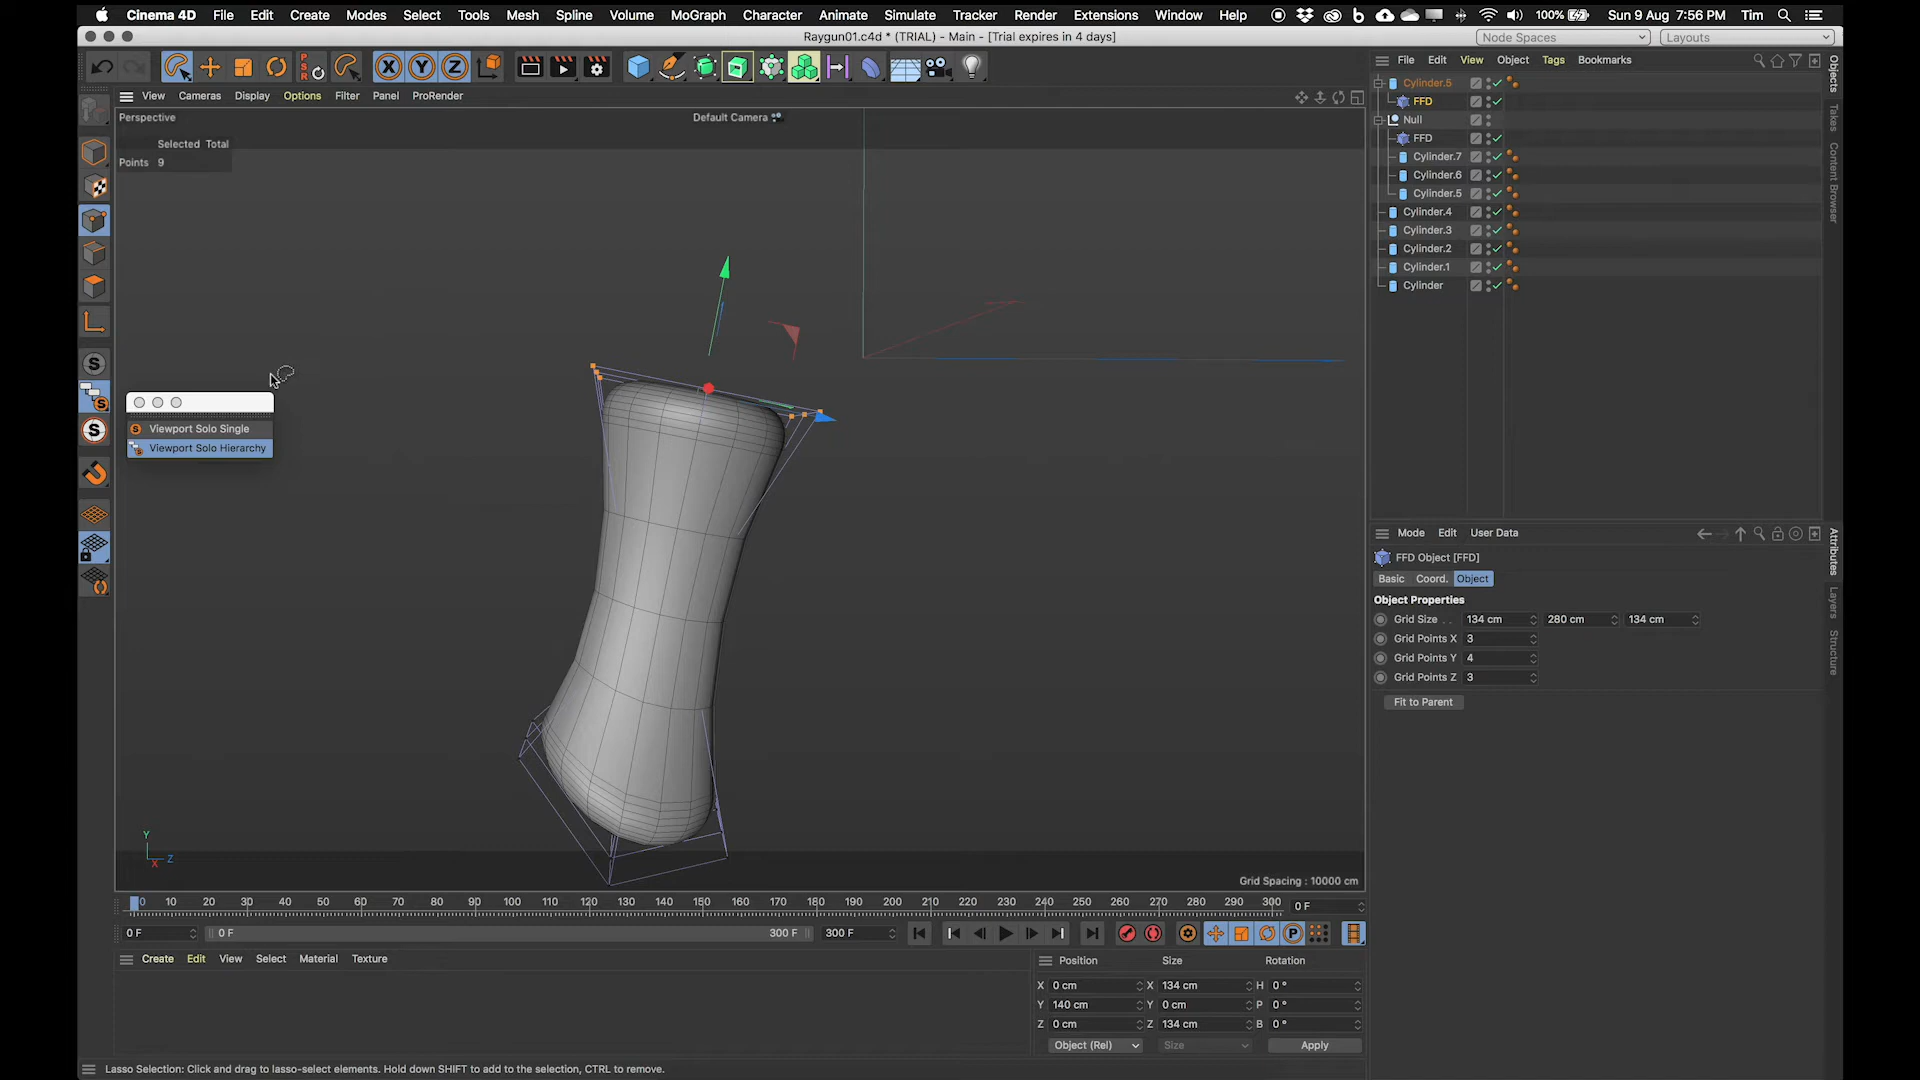 Cinema 4D File Edit Create Modes Select Tools Mesh Spline Volume MoGraph Character Animate Simulate Tracker Render Extensions Window Help 100% Sun 9 Aug 7:56 PM Tim
Raygun01.c4d * (TRIAL) - Main - [Trial expires in 4 days] Node Spaces Layouts
PSR X Y Z
View Cameras Display Options Filter Panel ProRender
Perspective Default Camera
Selected Total
Points 9
Viewport Solo Single
Viewport Solo Hierarchy
Y
Z
X
Grid Spacing : 10000 cm
0 10 20 30 40 50 60 70 80 90 100 110 120 130 140 150 160 170 180 190 200 210 220 230 240 250 260 270 280 290 300 0 F
0 F 0 F 300 F 300 F P
Create Edit View Select Material Texture
Position Size Rotation
X 0 cm X 134 cm H 0 °
Y 140 cm Y 0 cm P 0 °
Z 0 cm Z 134 cm B 0 °
Object (Rel) Size Apply
Lasso Selection: Click and drag to lasso-select elements. Hold down SHIFT to add to the selection, CTRL to remove.
File Edit View Object Tags Bookmarks
Cylinder.5
FFD
Null
FFD
Cylinder.7
Cylinder.6
Cylinder.5
Cylinder.4
Cylinder.3
Cylinder.2
Cylinder.1
Cylinder
Objects
Takes
Content Browser
Mode Edit User Data
FFD Object [FFD]
Basic Coord. Object
Object Properties
Grid Size . . 134 cm 280 cm 134 cm
Grid Points X 3
Grid Points Y 4
Grid Points Z 3
Fit to Parent
Attributes
Layers
Structure